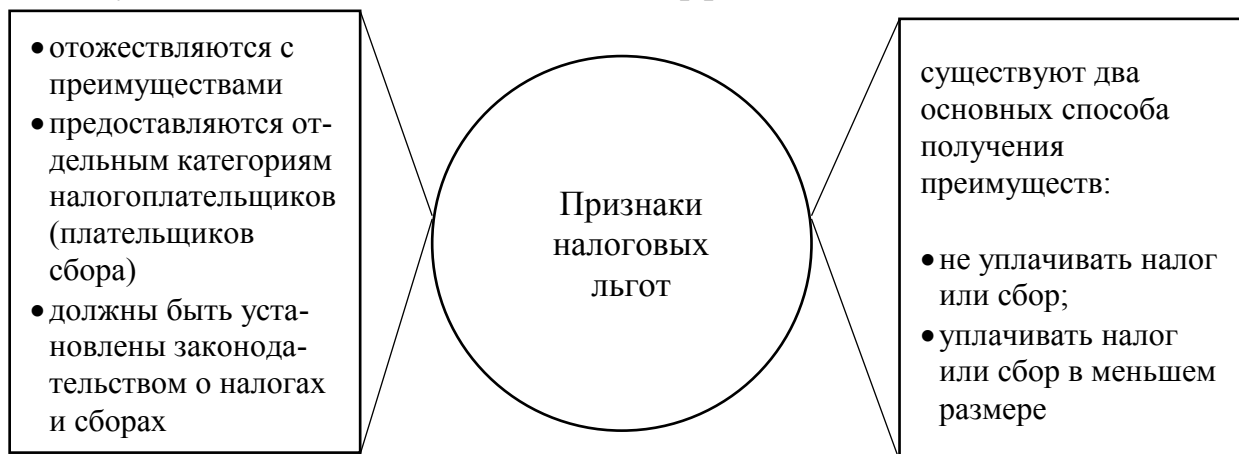 • отожествляются с
преимуществами
• предоставляются от-
дельным категориям
налогоплательщиков
(плательщиков
сбора)
• должны быть уста-
новлены законода-
тельством о налогах
и сборах
Признаки
налоговых
льгот
существуют два
основных способа
получения
преимуществ:
• не уплачивать налог
или сбор;
• уплачивать налог
или сбор в меньшем
размере